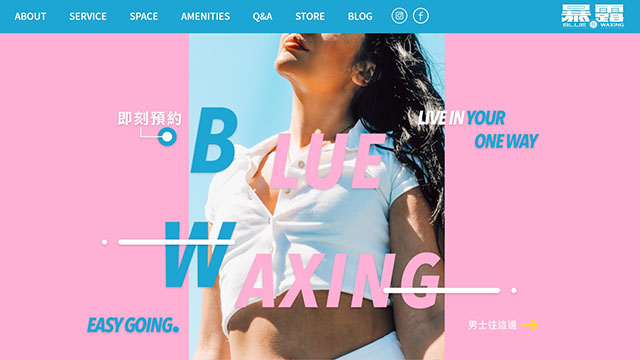 ABOUT SERVICE SPACE AMENITIES Q&A STORE BLOG
暴露
BLUE WAXING
即刻預約
LIVE IN YOUR
ONE WAY
BLUE
WAXING
EASY GOING.
男士往這邊